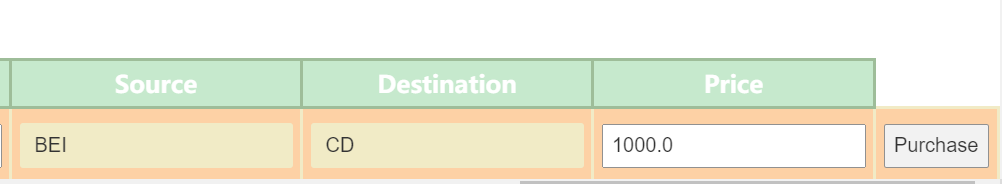 Source Destination Price
BEI CD 1000.0 Purchase